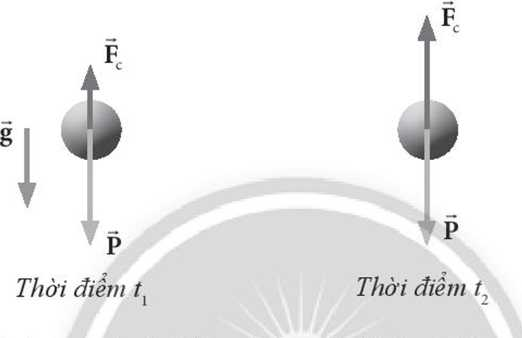 F⃗c
F⃗c
g⃗
P⃗
P⃗
Thời điểm t₁
Thời điểm t₂